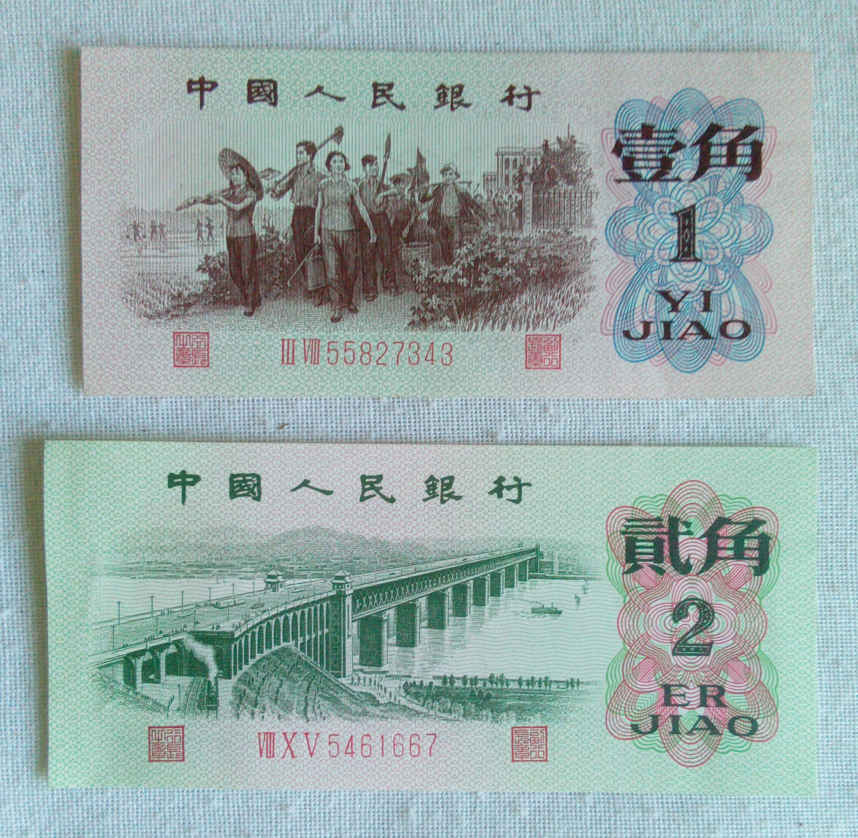 中國人民銀行
壹角
1
YI
JIAO
III VIII 55827343
中國人民銀行
貳角
2
ER
JIAO
VIII X V 5461667